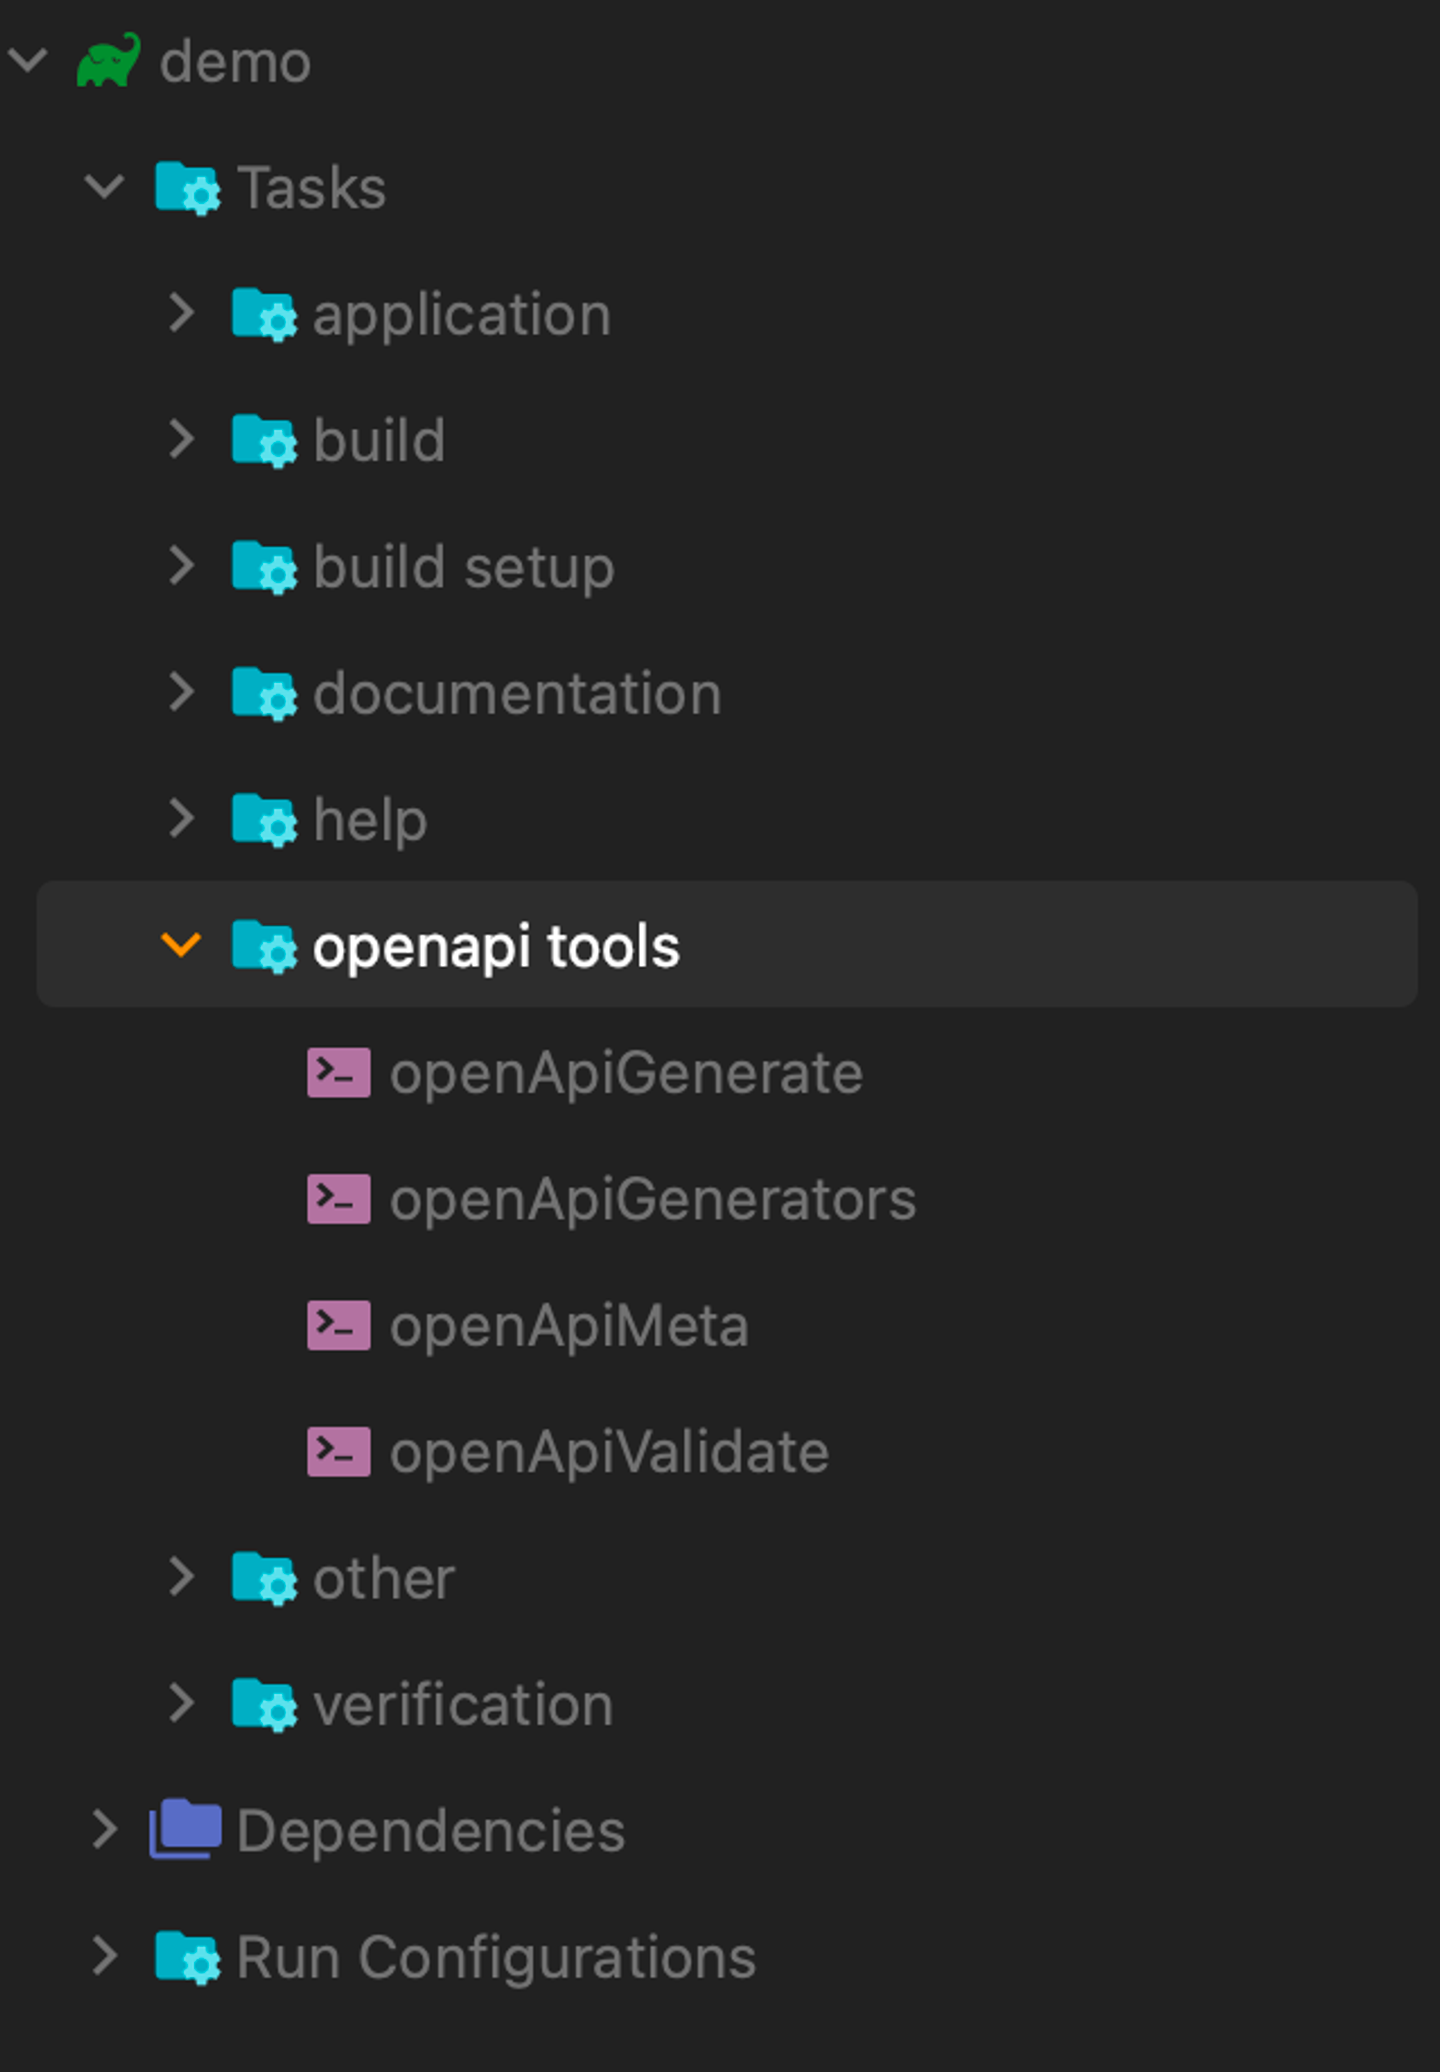 demo
Tasks
application
build
build setup
documentation
help
openapi tools
openApiGenerate
openApiGenerators
openApiMeta
openApiValidate
other
verification
Dependencies
Run Configurations